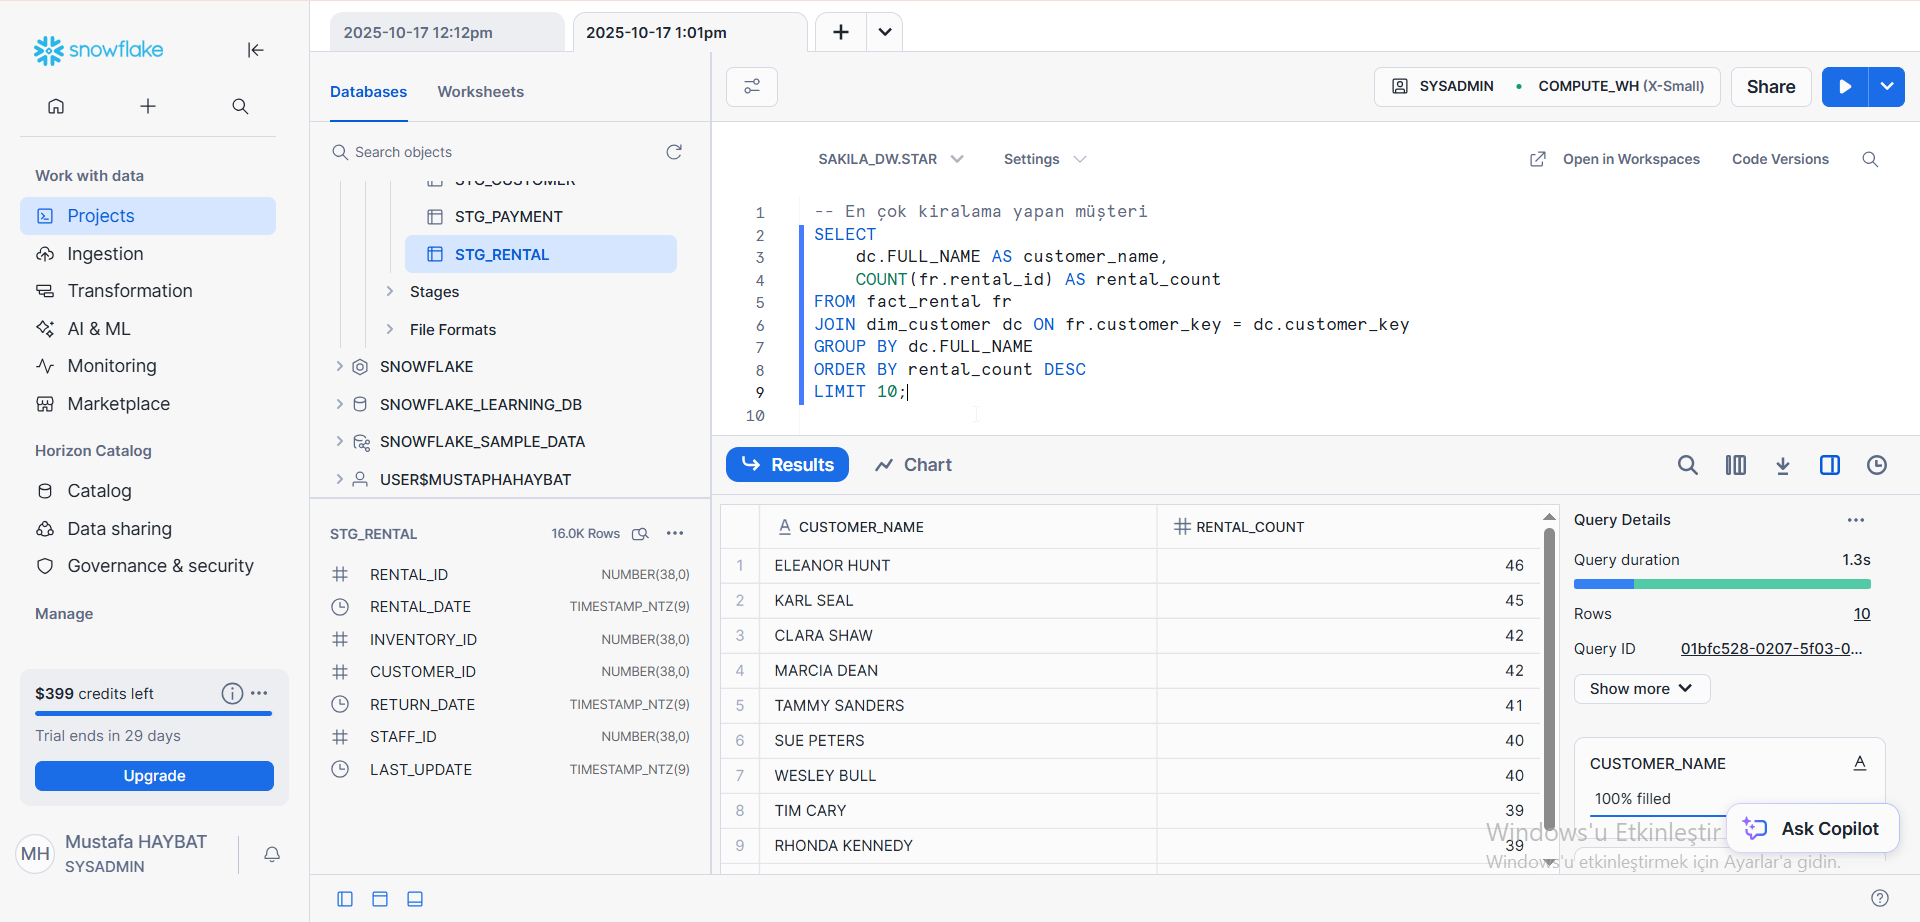 snowflake
Work with data
Projects
Ingestion
Transformation
AI & ML
Monitoring
Marketplace
Horizon Catalog
Catalog
Data sharing
Governance & security
Manage
$399 credits left
Trial ends in 29 days
Upgrade
MH
Mustafa HAYBAT
SYSADMIN
2025-10-17 12:12pm
2025-10-17 1:01pm
Databases
Worksheets
Search objects
STG_CUSTOMER
STG_PAYMENT
STG_RENTAL
Stages
File Formats
SNOWFLAKE
SNOWFLAKE_LEARNING_DB
SNOWFLAKE_SAMPLE_DATA
USER$MUSTAPHAHAYBAT
STG_RENTAL 16.0K Rows
RENTAL_ID NUMBER(38,0)
RENTAL_DATE TIMESTAMP_NTZ(9)
INVENTORY_ID NUMBER(38,0)
CUSTOMER_ID NUMBER(38,0)
RETURN_DATE TIMESTAMP_NTZ(9)
STAFF_ID NUMBER(38,0)
LAST_UPDATE TIMESTAMP_NTZ(9)
SYSADMIN • COMPUTE_WH (X-Small)
Share
SAKILA_DW.STAR
Settings
Open in Workspaces
Code Versions
1 -- En çok kiralama yapan müşteri
2 SELECT
3 dc.FULL_NAME AS customer_name,
4 COUNT(fr.rental_id) AS rental_count
5 FROM fact_rental fr
6 JOIN dim_customer dc ON fr.customer_key = dc.customer_key
7 GROUP BY dc.FULL_NAME
8 ORDER BY rental_count DESC
9 LIMIT 10;
10
Results
Chart
CUSTOMER_NAME RENTAL_COUNT
1 ELEANOR HUNT 46
2 KARL SEAL 45
3 CLARA SHAW 42
4 MARCIA DEAN 42
5 TAMMY SANDERS 41
6 SUE PETERS 40
7 WESLEY BULL 40
8 TIM CARY 39
9 RHONDA KENNEDY 39
Query Details
Query duration 1.3s
Rows 10
Query ID 01bfc528-0207-5f03-0...
Show more
CUSTOMER_NAME A
100% filled
Ask Copilot
Windows'u Etkinleştir
Windows'u etkinleştirmek için Ayarlar'a gidin.